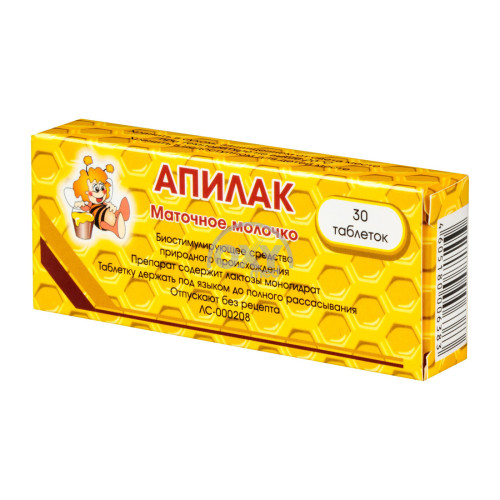 АПИЛАК
Маточное молочко
Биостимулирующее средство
природного происхождения
Препарат содержит лактозы моногидрат
Таблетку держать под языком до полного рассасывания
Отпускают без рецепта
ЛС-000208
30
таблеток